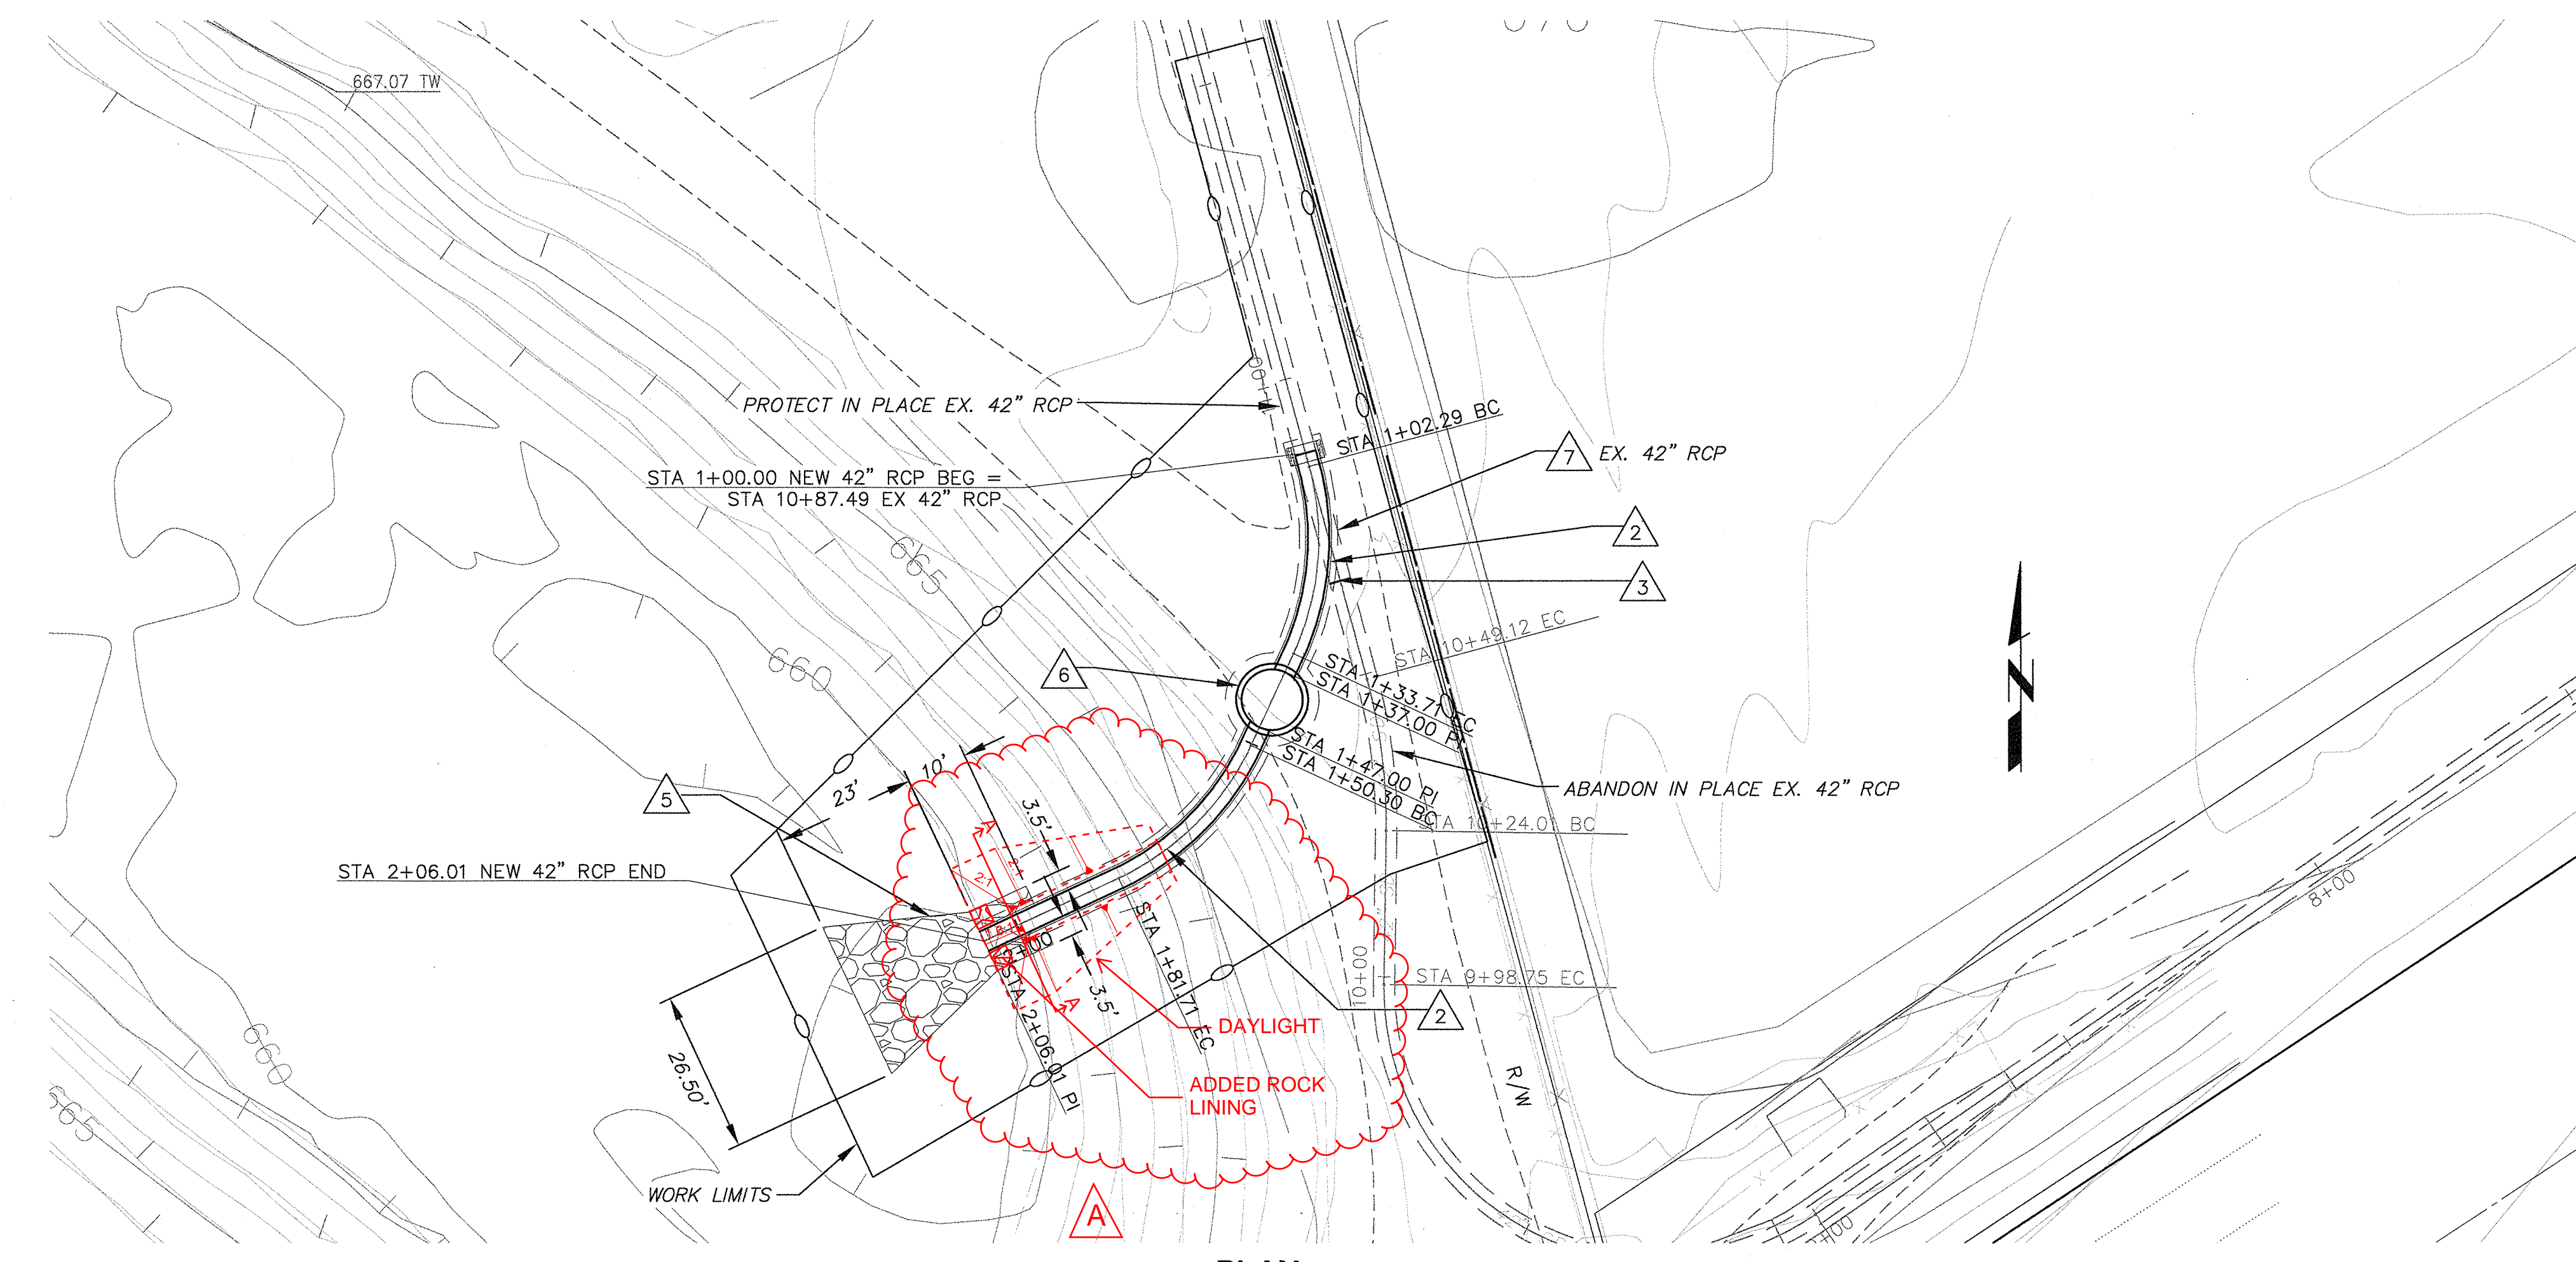 667.07 TW
PROTECT IN PLACE EX. 42" RCP
STA 1+02.29 BC
STA 1+00.00 NEW 42" RCP BEG =
STA 10+87.49 EX 42" RCP
7
EX. 42" RCP
2
3
665
660
6
STA 10+49.12 EC
STA 1+33.71 EC
STA 1+37.00 PI
N
STA 1+47.00 PI
STA 1+50.30 BC
ABANDON IN PLACE EX. 42" RCP
10'
23'
5
3.5'
A
2:1
2:1
STA 2+06.01 NEW 42" RCP END
8+00
10+00
STA 9+98.75 EC
STA 1+81.71 EC
STA 2+06.01 PI
A
3.5'
2
DAYLIGHT
ADDED ROCK
LINING
26.50'
660
665
R/W
WORK LIMITS
A